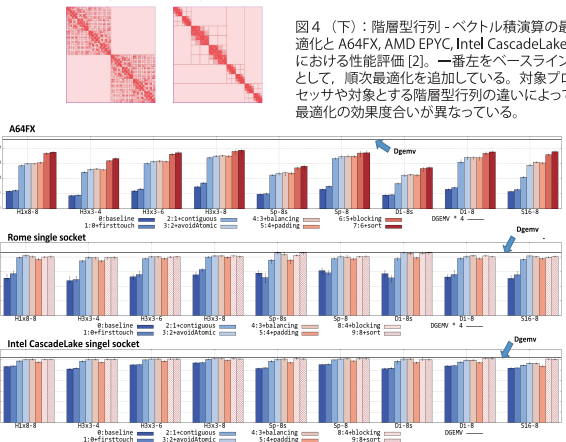 図4（下）：階層型行列 - ベクトル積演算の最
適化と A64FX, AMD EPYC, Intel CascadeLake
における性能評価 [2]。一番左をベースライン
として，順次最適化を追加している。対象プロ
セッサや対象とする階層型行列の違いによって
最適化の効果度合いが異なっている。
A64FX
Dgemv
H1x8-8 H3x3-4 H3x3-6 H3x3-8 Sp-8s Sp-8 D1-8s D1-8 S16-8
0:baseline 2:1+contiguous 4:3+balancing 6:5+blocking DGEMV * 4
1:0+firsttouch 3:2+avoidAtomic 5:4+padding 7:6+sort
Dgemv
Rome single socket
H1x8-8 H3x3-4 H3x3-6 H3x3-8 Sp-8s Sp-8 D1-8s D1-8 S16-8
0:baseline 2:1+contiguous 4:3+balancing 8:4+blocking DGEMV * 4
1:0+firsttouch 3:2+avoidAtomic 5:4+padding 9:8+sort
Dgemv
Intel CascadeLake singel socket
H1x8-8 H3x3-4 H3x3-6 H3x3-8 Sp-8s Sp-8 D1-8s D1-8 S16-8
0:baseline 2:1+contiguous 4:3+balancing 8:4+blocking DGEMV
1:0+firsttouch 3:2+avoidAtomic 5:4+padding 9:8+sort